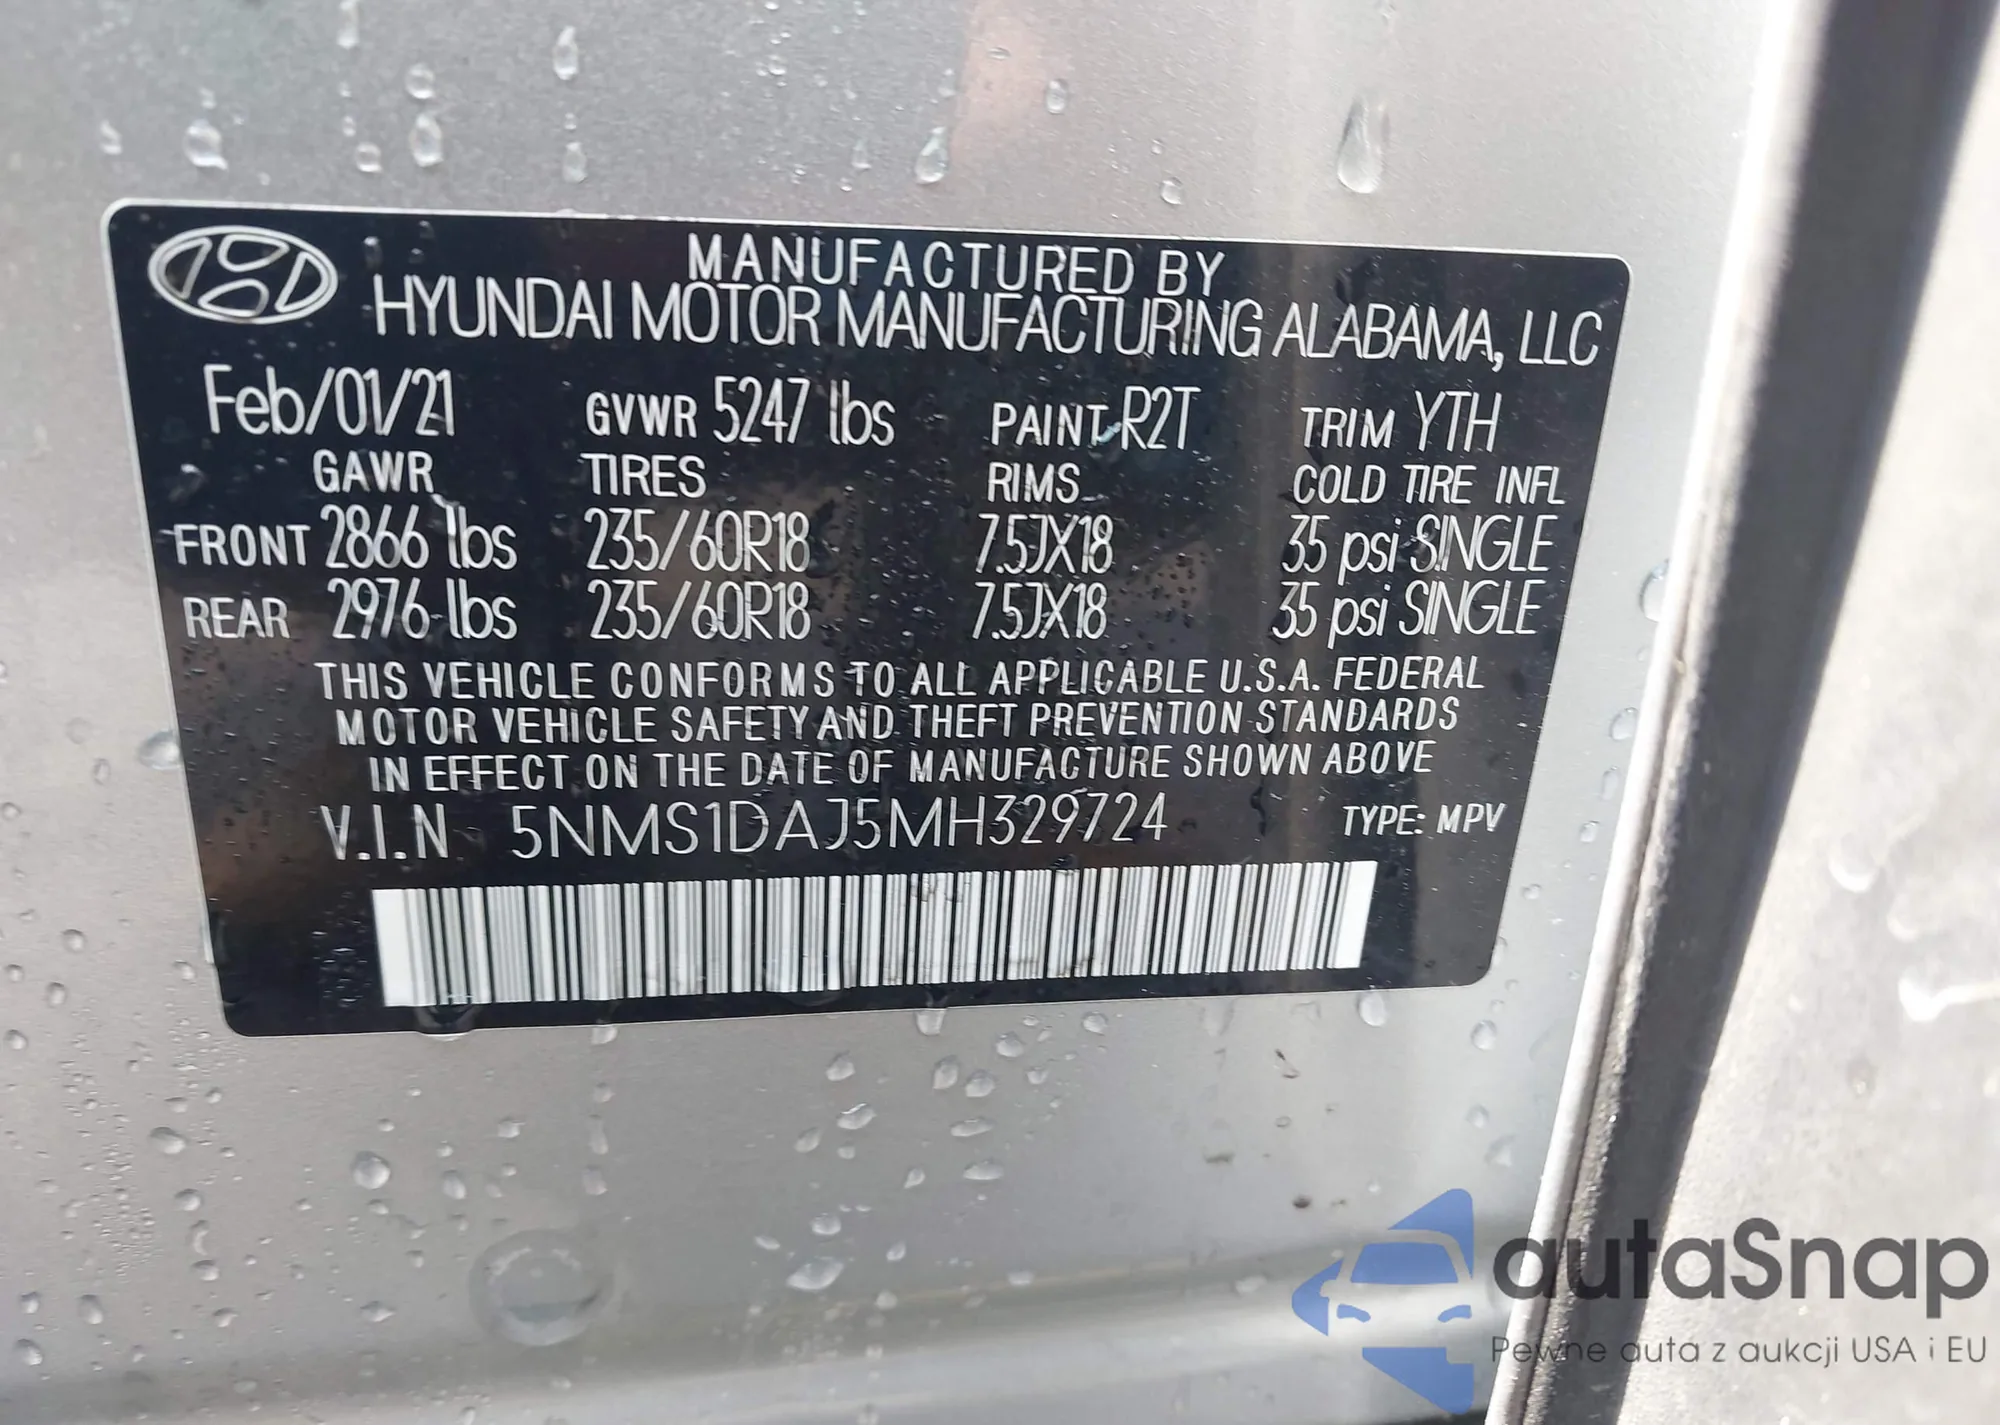 MANUFACTURED BY
HYUNDAI MOTOR MANUFACTURING ALABAMA, LLC
Feb/01/21 GVWR 5247 lbs PAINT R2T TRIM YTH
GAWR TIRES RIMS COLD TIRE INFL
FRONT 2866 lbs 235/60R18 7.5JX18 35 psi SINGLE
REAR 2976 lbs 235/60R18 7.5JX18 35 psi SINGLE
THIS VEHICLE CONFORMS TO ALL APPLICABLE U.S.A. FEDERAL
MOTOR VEHICLE SAFETY AND THEFT PREVENTION STANDARDS
IN EFFECT ON THE DATE OF MANUFACTURE SHOWN ABOVE
V.I.N 5NMS1DAJ5MH329724 TYPE: MPV
autaSnap
Pewne auta z aukcji USA i EU